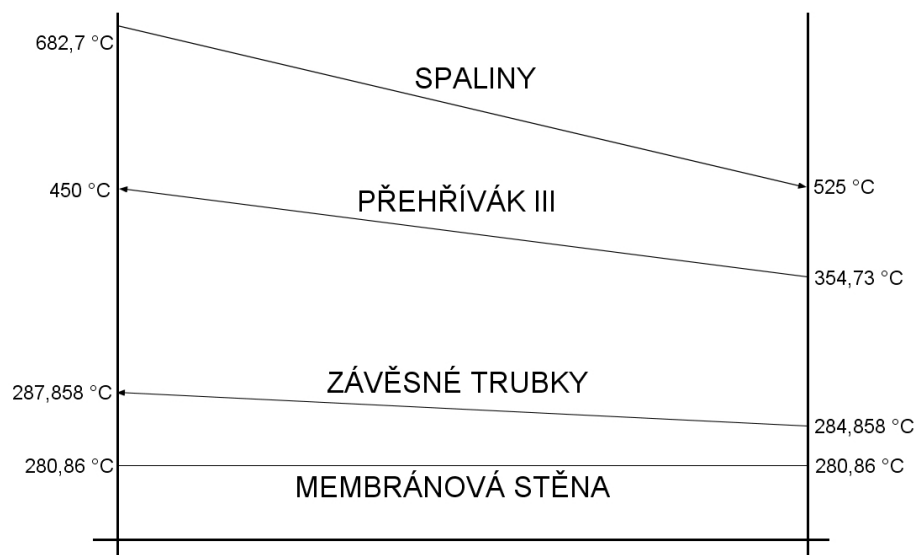 682,7 °C
SPALINY
450 °C
PŘEHŘÍVÁK III
525 °C
354,73 °C
287,858 °C
ZÁVĚSNÉ TRUBKY
284,858 °C
280,86 °C
280,86 °C
MEMBRÁNOVÁ STĚNA